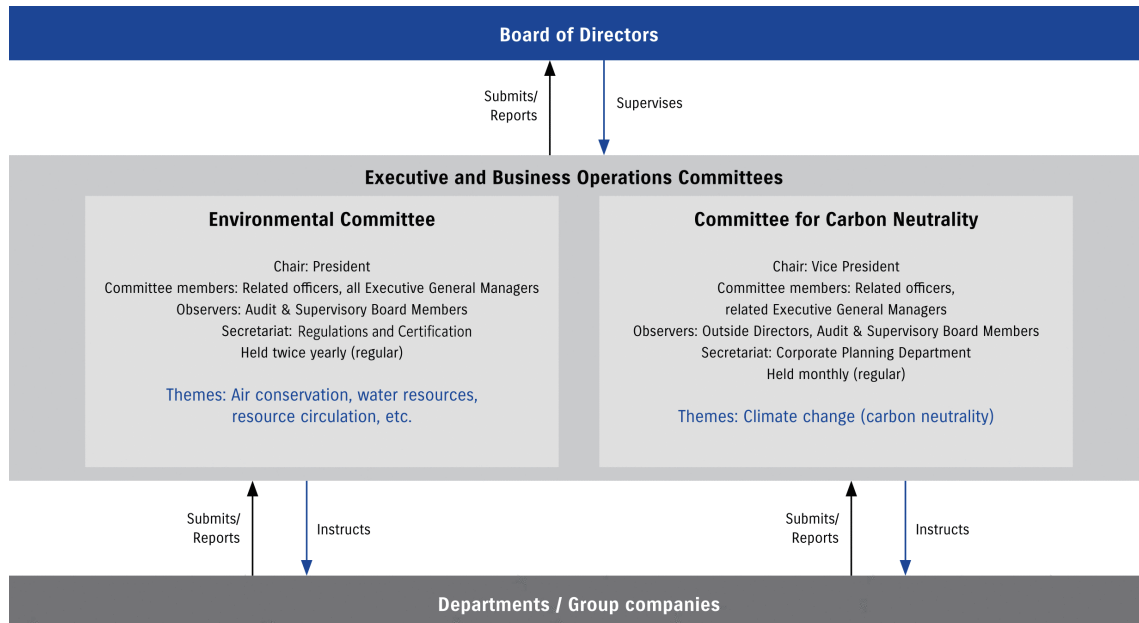 Board of Directors
Submits/
Reports
Supervises
Executive and Business Operations Committees
Environmental Committee
Chair: President
Committee members: Related officers, all Executive General Managers
Observers: Audit & Supervisory Board Members
Secretariat: Regulations and Certification
Held twice yearly (regular)
Themes: Air conservation, water resources,
resource circulation, etc.
Committee for Carbon Neutrality
Chair: Vice President
Committee members: Related officers,
related Executive General Managers
Observers: Outside Directors, Audit & Supervisory Board Members
Secretariat: Corporate Planning Department
Held monthly (regular)
Themes: Climate change (carbon neutrality)
Submits/
Reports
Instructs
Submits/
Reports
Instructs
Departments / Group companies